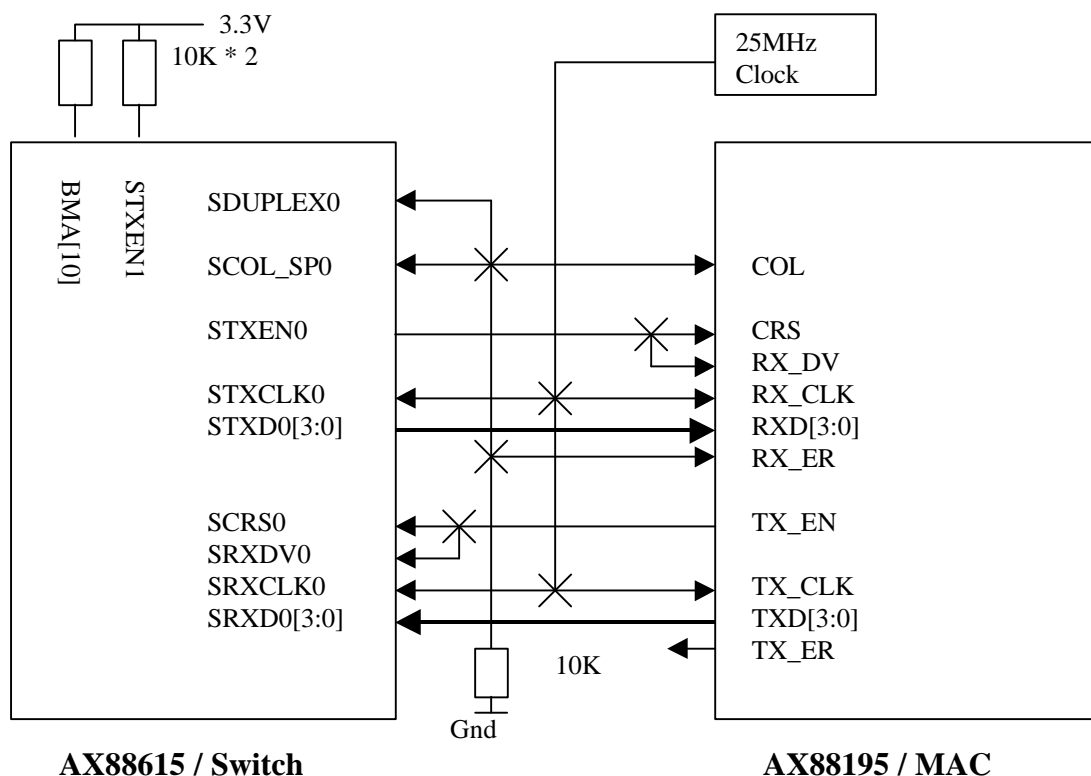 3.3V
10K * 2
25MHz
Clock
BMA[10]
STXEN1
SDUPLEX0
SCOL_SP0
COL
STXEN0
CRS
RX_DV
STXCLK0
RX_CLK
STXD0[3:0]
RXD[3:0]
RX_ER
SCRS0
TX_EN
SRXDV0
SRXCLK0
TX_CLK
SRXD0[3:0]
TXD[3:0]
TX_ER
10K
Gnd
AX88615 / Switch
AX88195 / MAC